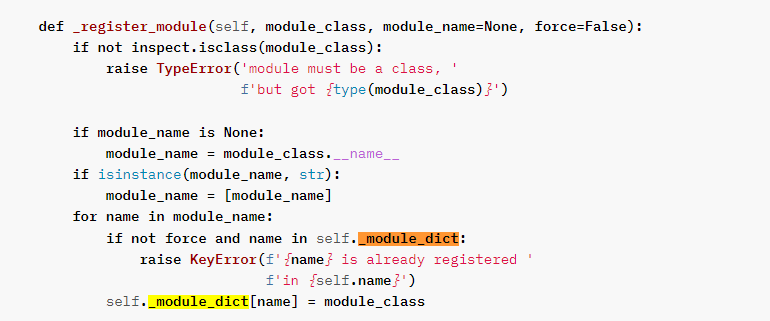 def _register_module(self, module_class, module_name=None, force=False):
    if not inspect.isclass(module_class):
        raise TypeError('module must be a class, '
                        f'but got {type(module_class)}')
    if module_name is None:
        module_name = module_class.__name__
    if isinstance(module_name, str):
        module_name = [module_name]
    for name in module_name:
        if not force and name in self._module_dict:
            raise KeyError(f'{name} is already registered '
                           f'in {self.name}')
        self._module_dict[name] = module_class